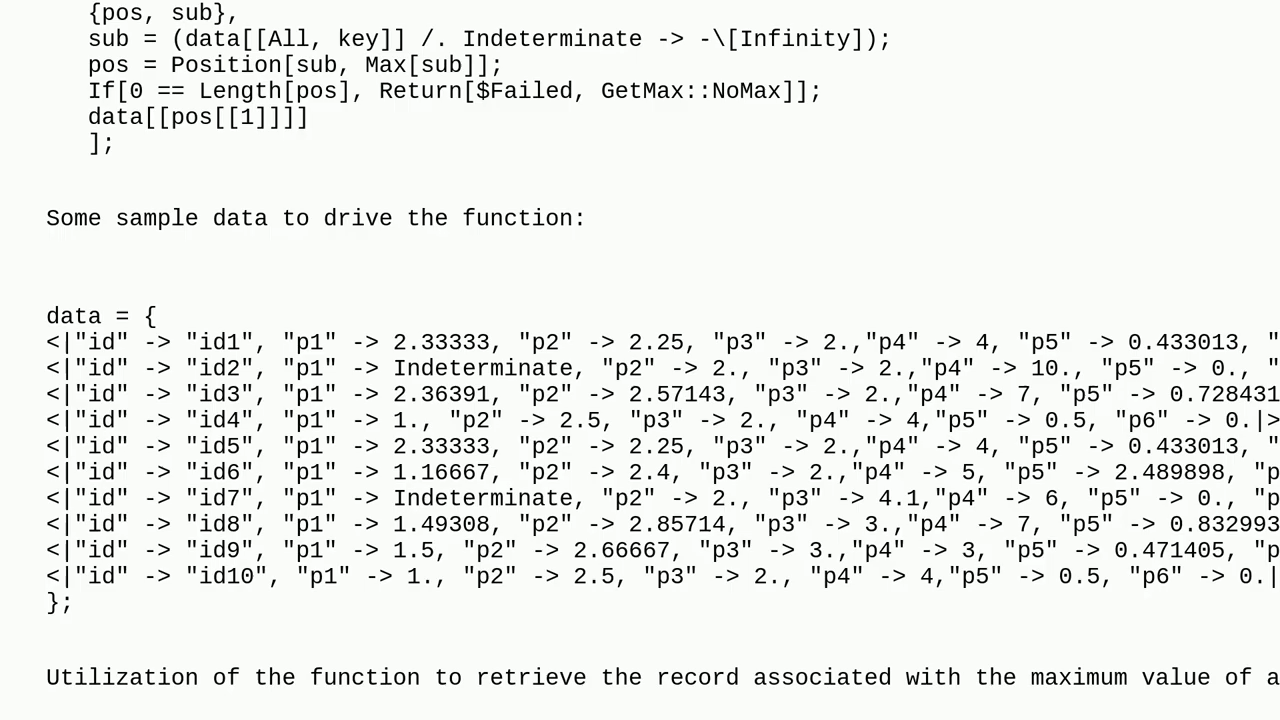 {pos, sub},
sub = (data[[All, key]] /. Indeterminate -> -\[Infinity]);
pos = Position[sub, Max[sub]];
If[0 == Length[pos], Return[$Failed, GetMax::NoMax]];
data[[pos[[1]]]]
];
Some sample data to drive the function:
data = {
<|"id" -> "id1", "p1" -> 2.33333, "p2" -> 2.25, "p3" -> 2.,"p4" -> 4, "p5" -> 0.433013, "
<|"id" -> "id2", "p1" -> Indeterminate, "p2" -> 2., "p3" -> 2.,"p4" -> 10., "p5" -> 0., "
<|"id" -> "id3", "p1" -> 2.36391, "p2" -> 2.57143, "p3" -> 2.,"p4" -> 7, "p5" -> 0.728431
<|"id" -> "id4", "p1" -> 1., "p2" -> 2.5, "p3" -> 2., "p4" -> 4,"p5" -> 0.5, "p6" -> 0.|>
<|"id" -> "id5", "p1" -> 2.33333, "p2" -> 2.25, "p3" -> 2.,"p4" -> 4, "p5" -> 0.433013, "
<|"id" -> "id6", "p1" -> 1.16667, "p2" -> 2.4, "p3" -> 2.,"p4" -> 5, "p5" -> 2.489898, "p
<|"id" -> "id7", "p1" -> Indeterminate, "p2" -> 2., "p3" -> 4.1,"p4" -> 6, "p5" -> 0., "p
<|"id" -> "id8", "p1" -> 1.49308, "p2" -> 2.85714, "p3" -> 3.,"p4" -> 7, "p5" -> 0.832993
<|"id" -> "id9", "p1" -> 1.5, "p2" -> 2.66667, "p3" -> 3.,"p4" -> 3, "p5" -> 0.471405, "p
<|"id" -> "id10", "p1" -> 1., "p2" -> 2.5, "p3" -> 2., "p4" -> 4,"p5" -> 0.5, "p6" -> 0.|
};
Utilization of the function to retrieve the record associated with the maximum value of a